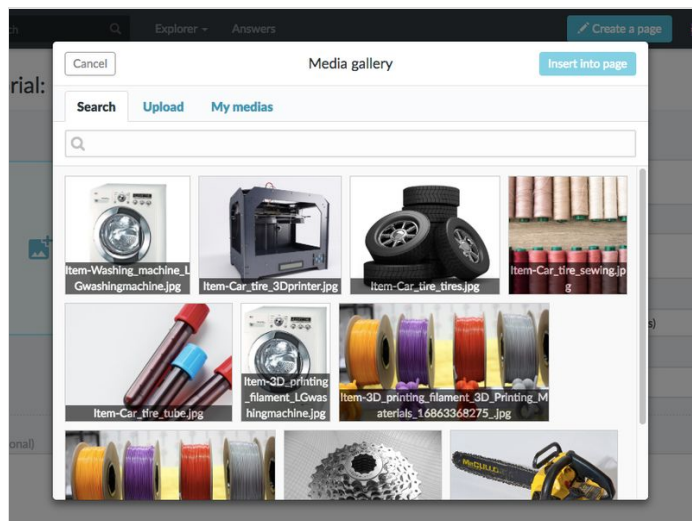 ch
Explorer
Answers
Create a page
rial:
Cancel
Media gallery
Insert into page
Search
Upload
My medias
Item-Washing_machine_L
Gwashingmachine.jpg
Item-Car_tire_3Dprinter.jpg
Item-Car_tire_tires.jpg
Item-Car_tire_sewing.jp
g
s)
Item-Car_tire_tube.jpg
Item-3D_printing
_filament_LGwas
hingmachine.jpg
Item-3D_printing_filament_3D_Printing_M
aterials_16863368275_.jpg
onal)
McCULLO